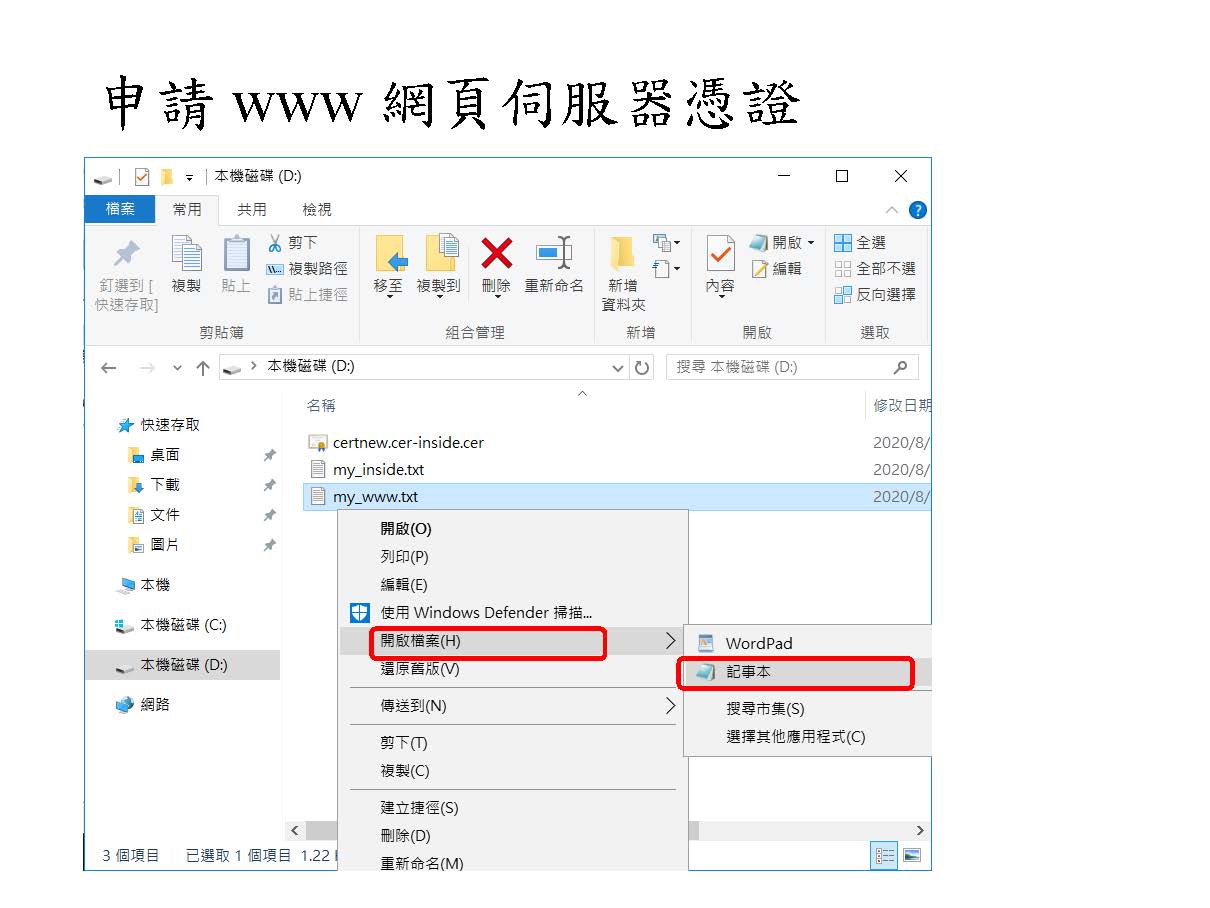 申請 www 網頁伺服器憑證
本機磁碟 (D:)
檔案 常用 共用 檢視
釘選到 [快速存取]
複製
貼上
剪下
複製路徑
貼上捷徑
移至
複製到
刪除
重新命名
新增
資料夾
內容
開啟
編輯
全選
全部不選
反向選擇
剪貼簿 組合管理 新增 開啟 選取
本機磁碟 (D:)
搜尋 本機磁碟 (D:)
名稱 修改日期
快速存取
桌面
下載
文件
圖片
本機
本機磁碟 (C:)
本機磁碟 (D:)
網路
certnew.cer-inside.cer 2020/8/
my_inside.txt 2020/8/
my_www.txt 2020/8/
開啟(O)
列印(P)
編輯(E)
使用 Windows Defender 掃描...
開啟檔案(H)
還原舊版(V)
傳送到(N)
剪下(T)
複製(C)
建立捷徑(S)
刪除(D)
重新命名(M)
WordPad
記事本
搜尋市集(S)
選擇其他應用程式(C)
3 個項目 已選取 1 個項目 1.22